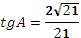 tgA = 2√21/21